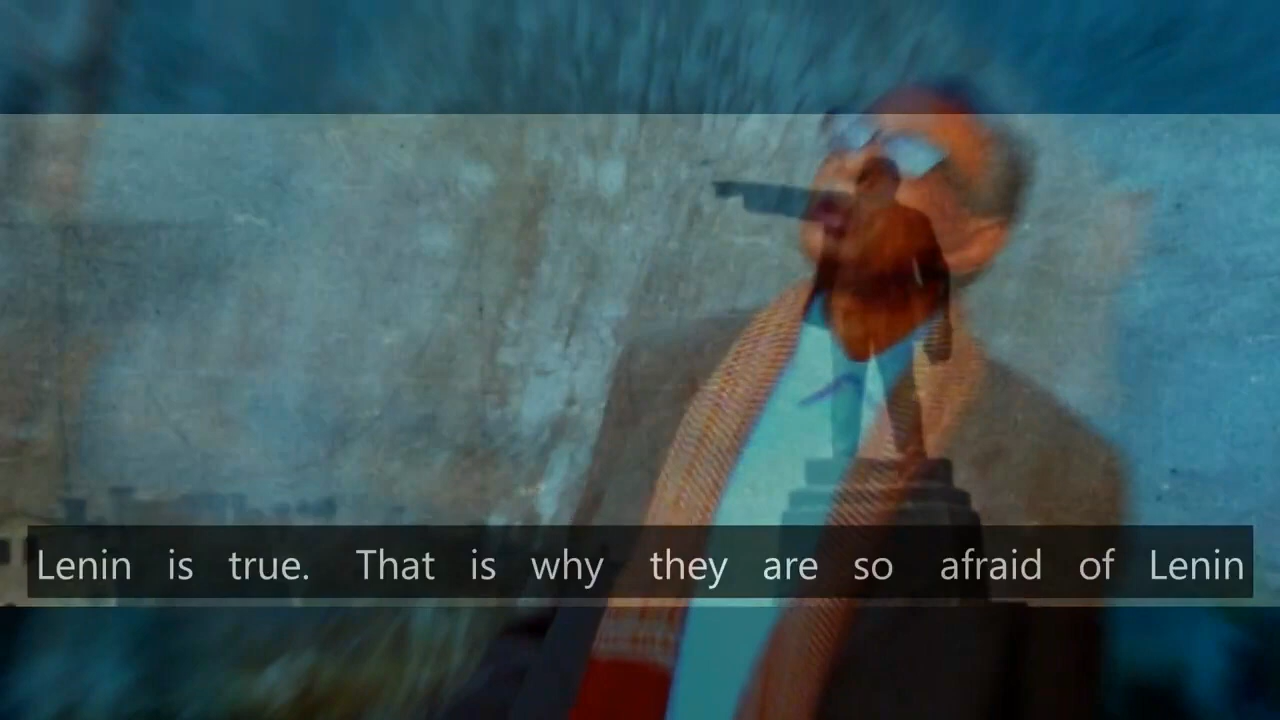 Lenin is true. That is why they are so afraid of Lenin